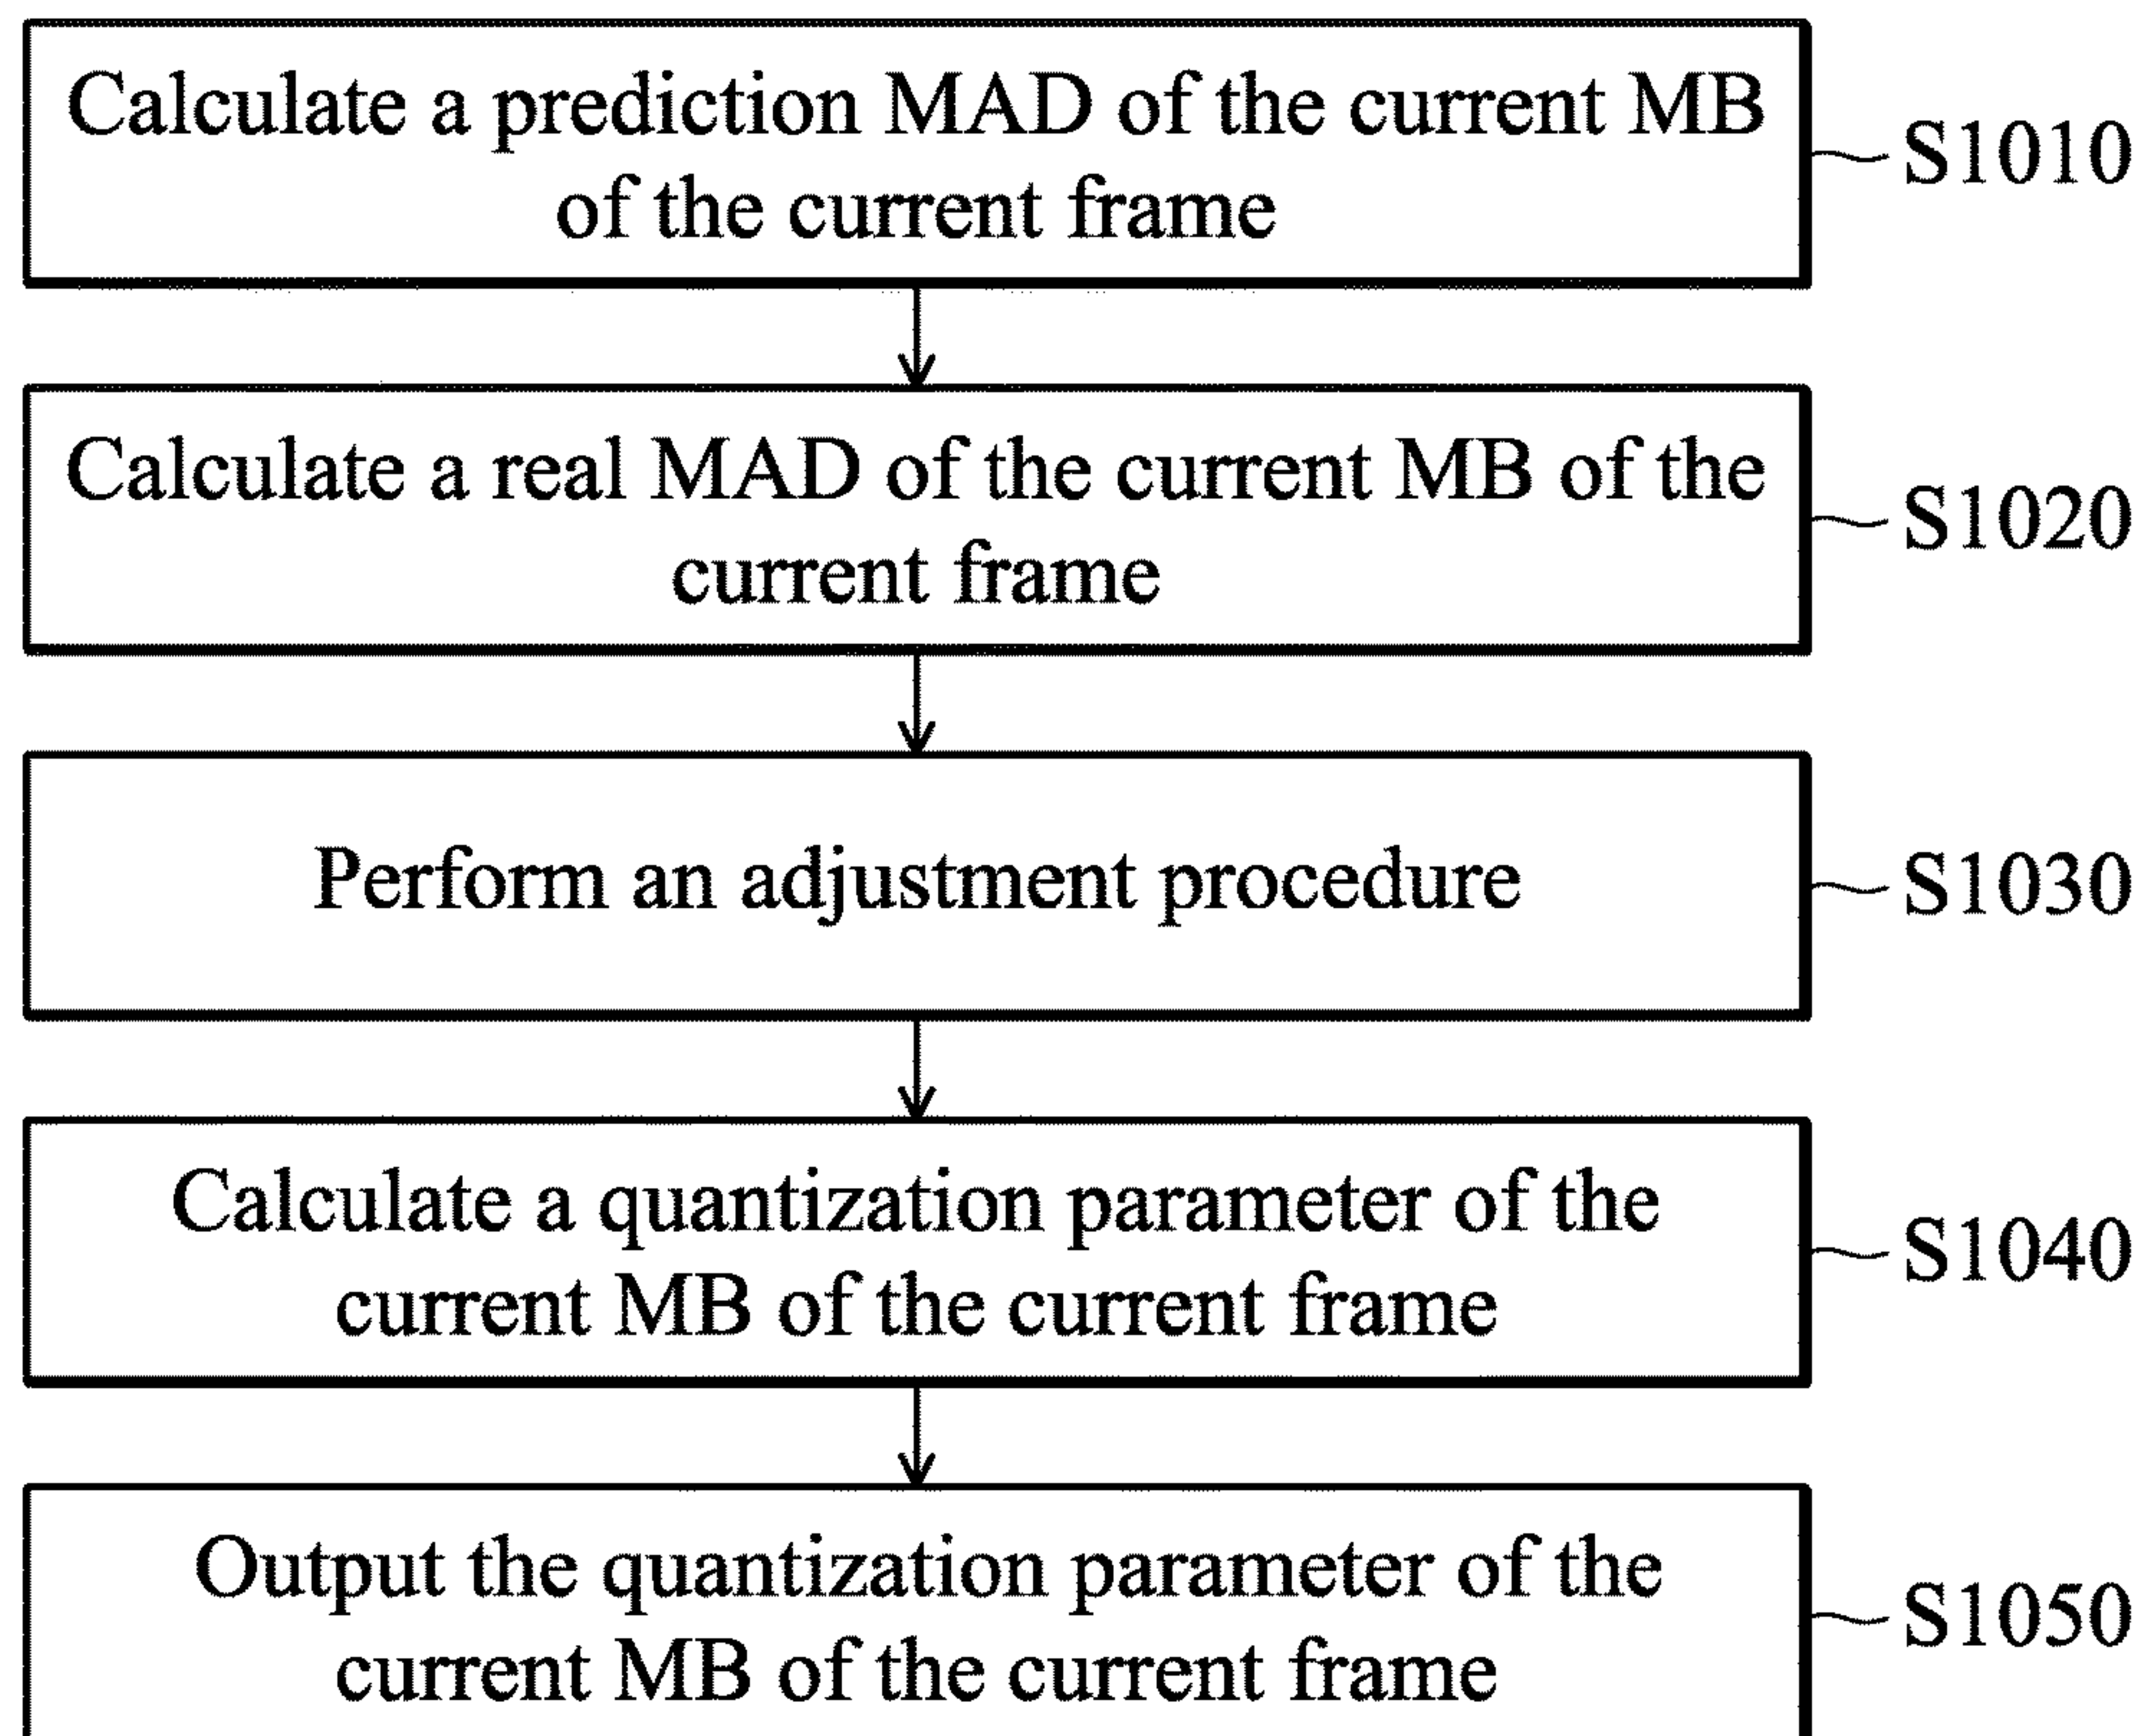 Calculate a prediction MAD of the current MB
of the current frame
S1010
Calculate a real MAD of the current MB of the
current frame
S1020
Perform an adjustment procedure
S1030
Calculate a quantization parameter of the
current MB of the current frame
S1040
Output the quantization parameter of the
current MB of the current frame
S1050